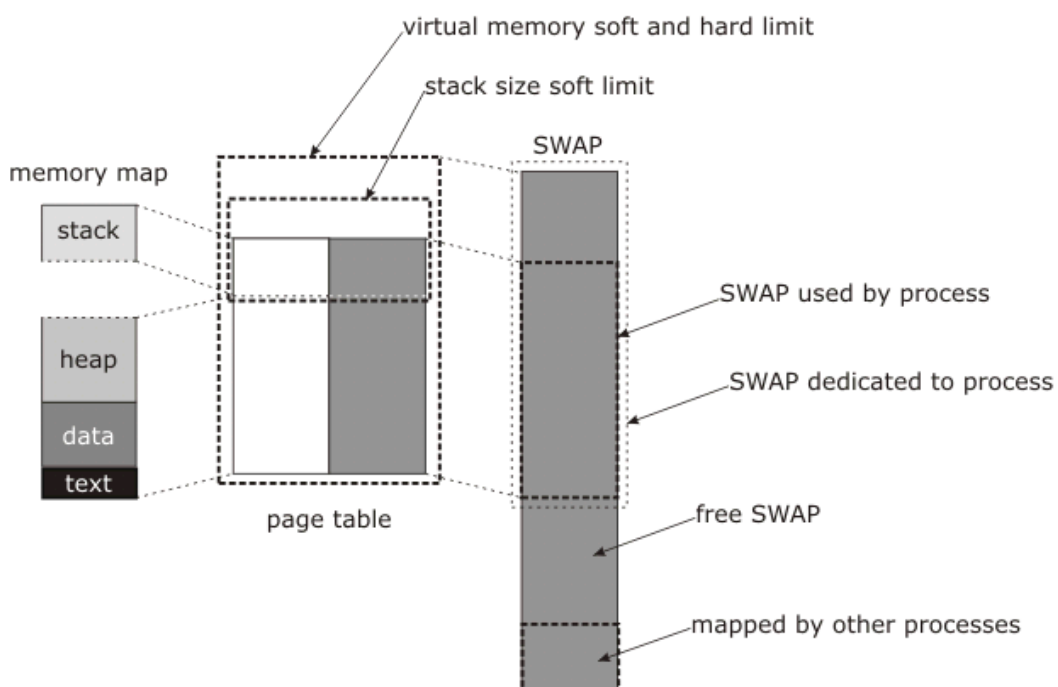 virtual memory soft and hard limit
stack size soft limit
SWAP
memory map
stack
SWAP used by process
heap
SWAP dedicated to process
data
text
page table
free SWAP
mapped by other processes